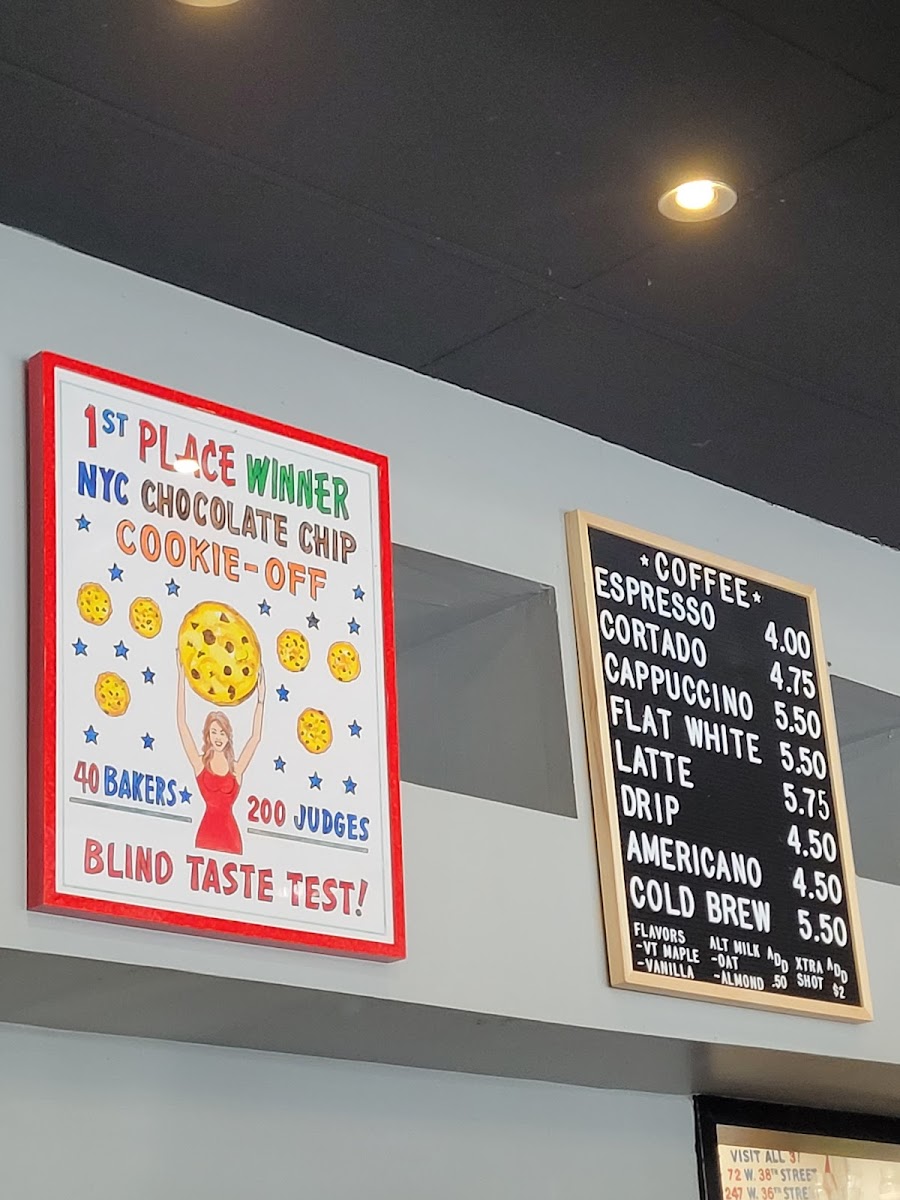 1ST PLACE WINNER
NYC CHOCOLATE CHIP
COOKIE-OFF
40 BAKERS
200 JUDGES
BLIND TASTE TEST!
COFFEE
ESPRESSO 4.00
CORTADO 4.75
CAPPUCCINO 5.50
FLAT WHITE 5.50
LATTE 5.75
DRIP 4.50
AMERICANO 4.50
COLD BREW 5.50
FLAVORS
-VT MAPLE
-VANILLA
ALT MILK ADD
-OAT
-ALMOND .50
XTRA ADD
SHOT $2
VISIT ALL 3
72 W. 38TH STREET
247 W. 36TH STRE